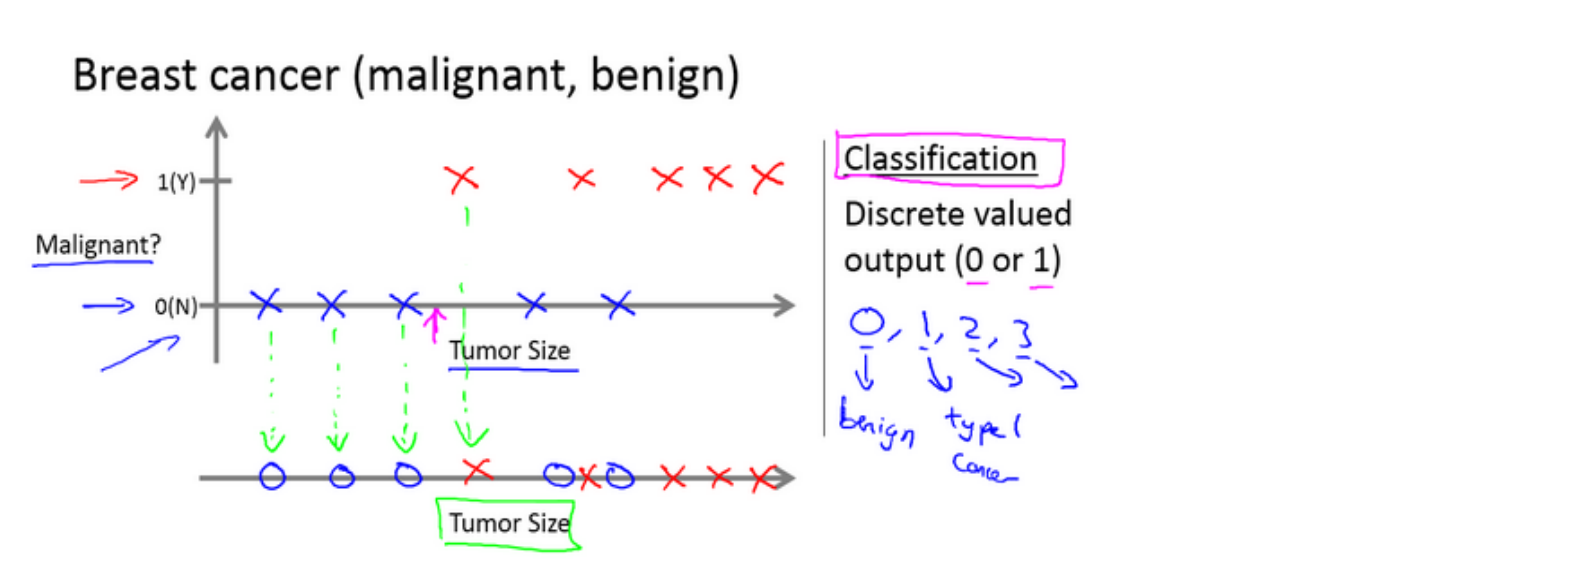 Breast cancer (malignant, benign)
1(Y)
Malignant?
0(N)
Tumor Size
Tumor Size
Classification
Discrete valued
output (0 or 1)
0, 1, 2, 3
benign
type 1
cancer